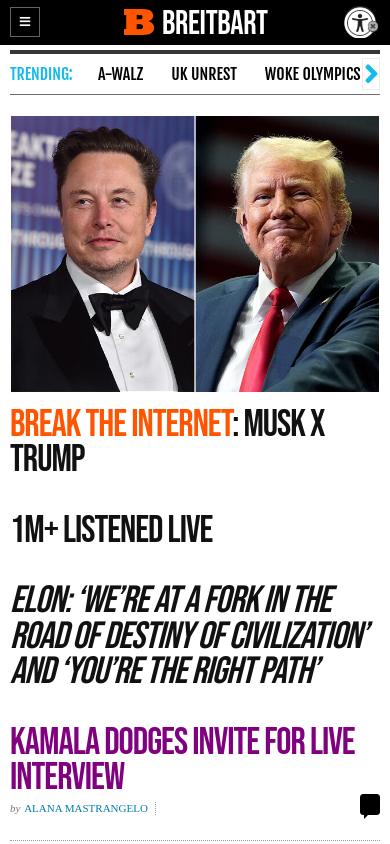 B BREITBART
TRENDING: A-WALZ UK UNREST WOKE OLYMPICS
BREAK THE INTERNET: MUSK X
TRUMP
1M+ LISTENED LIVE
ELON: ‘WE’RE AT A FORK IN THE
ROAD OF DESTINY OF CIVILIZATION’
AND ‘YOU’RE THE RIGHT PATH’
KAMALA DODGES INVITE FOR LIVE
INTERVIEW
by ALANA MASTRANGELO